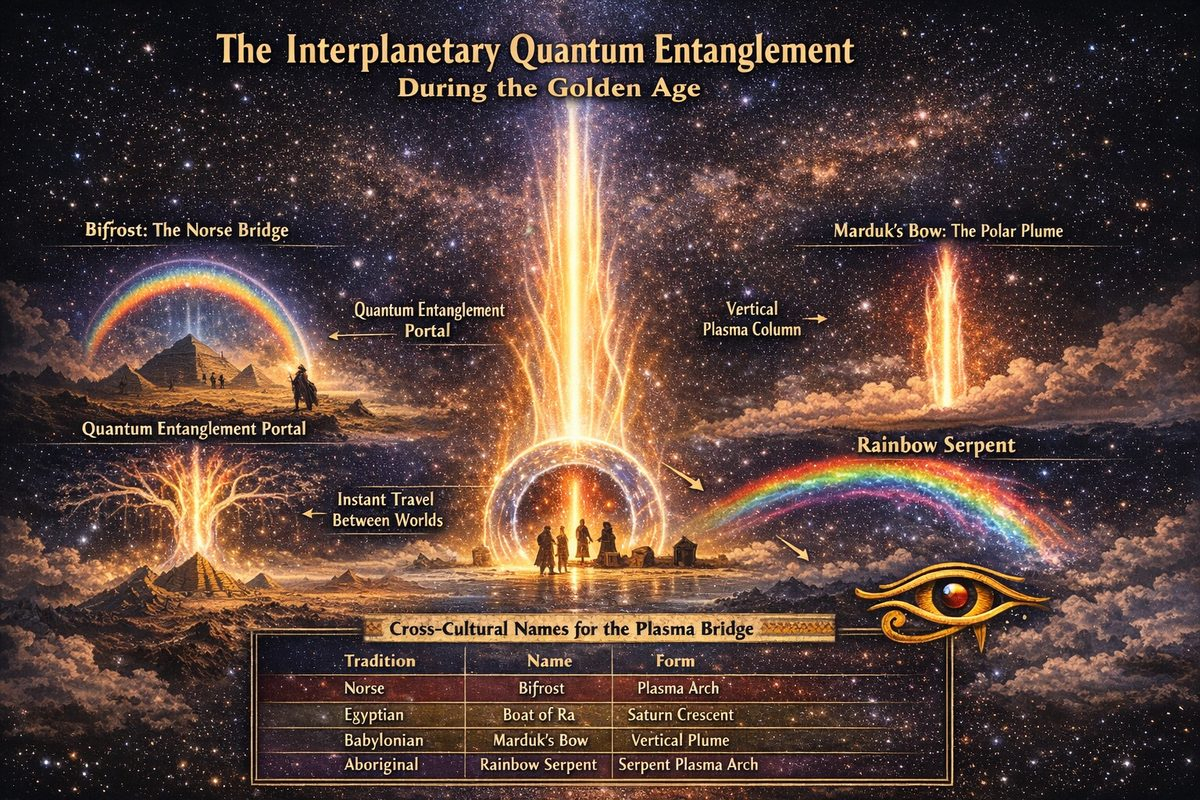 The Interplanetary Quantum Entanglement
During the Golden Age
Bifrost: The Norse Bridge
Marduk's Bow: The Polar Plume
Quantum Entanglement
Portal
Vertical
Plasma Column
Quantum Entanglement Portal
Rainbow Serpent
Instant Travel
Between Worlds
Cross-Cultural Names for the Plasma Bridge
Tradition Name Form
Norse Bifrost Plasma Arch
Egyptian Boat of Ra Saturn Crescent
Babylonian Marduk's Bow Vertical Plume
Aboriginal Rainbow Serpent Serpent Plasma Arch